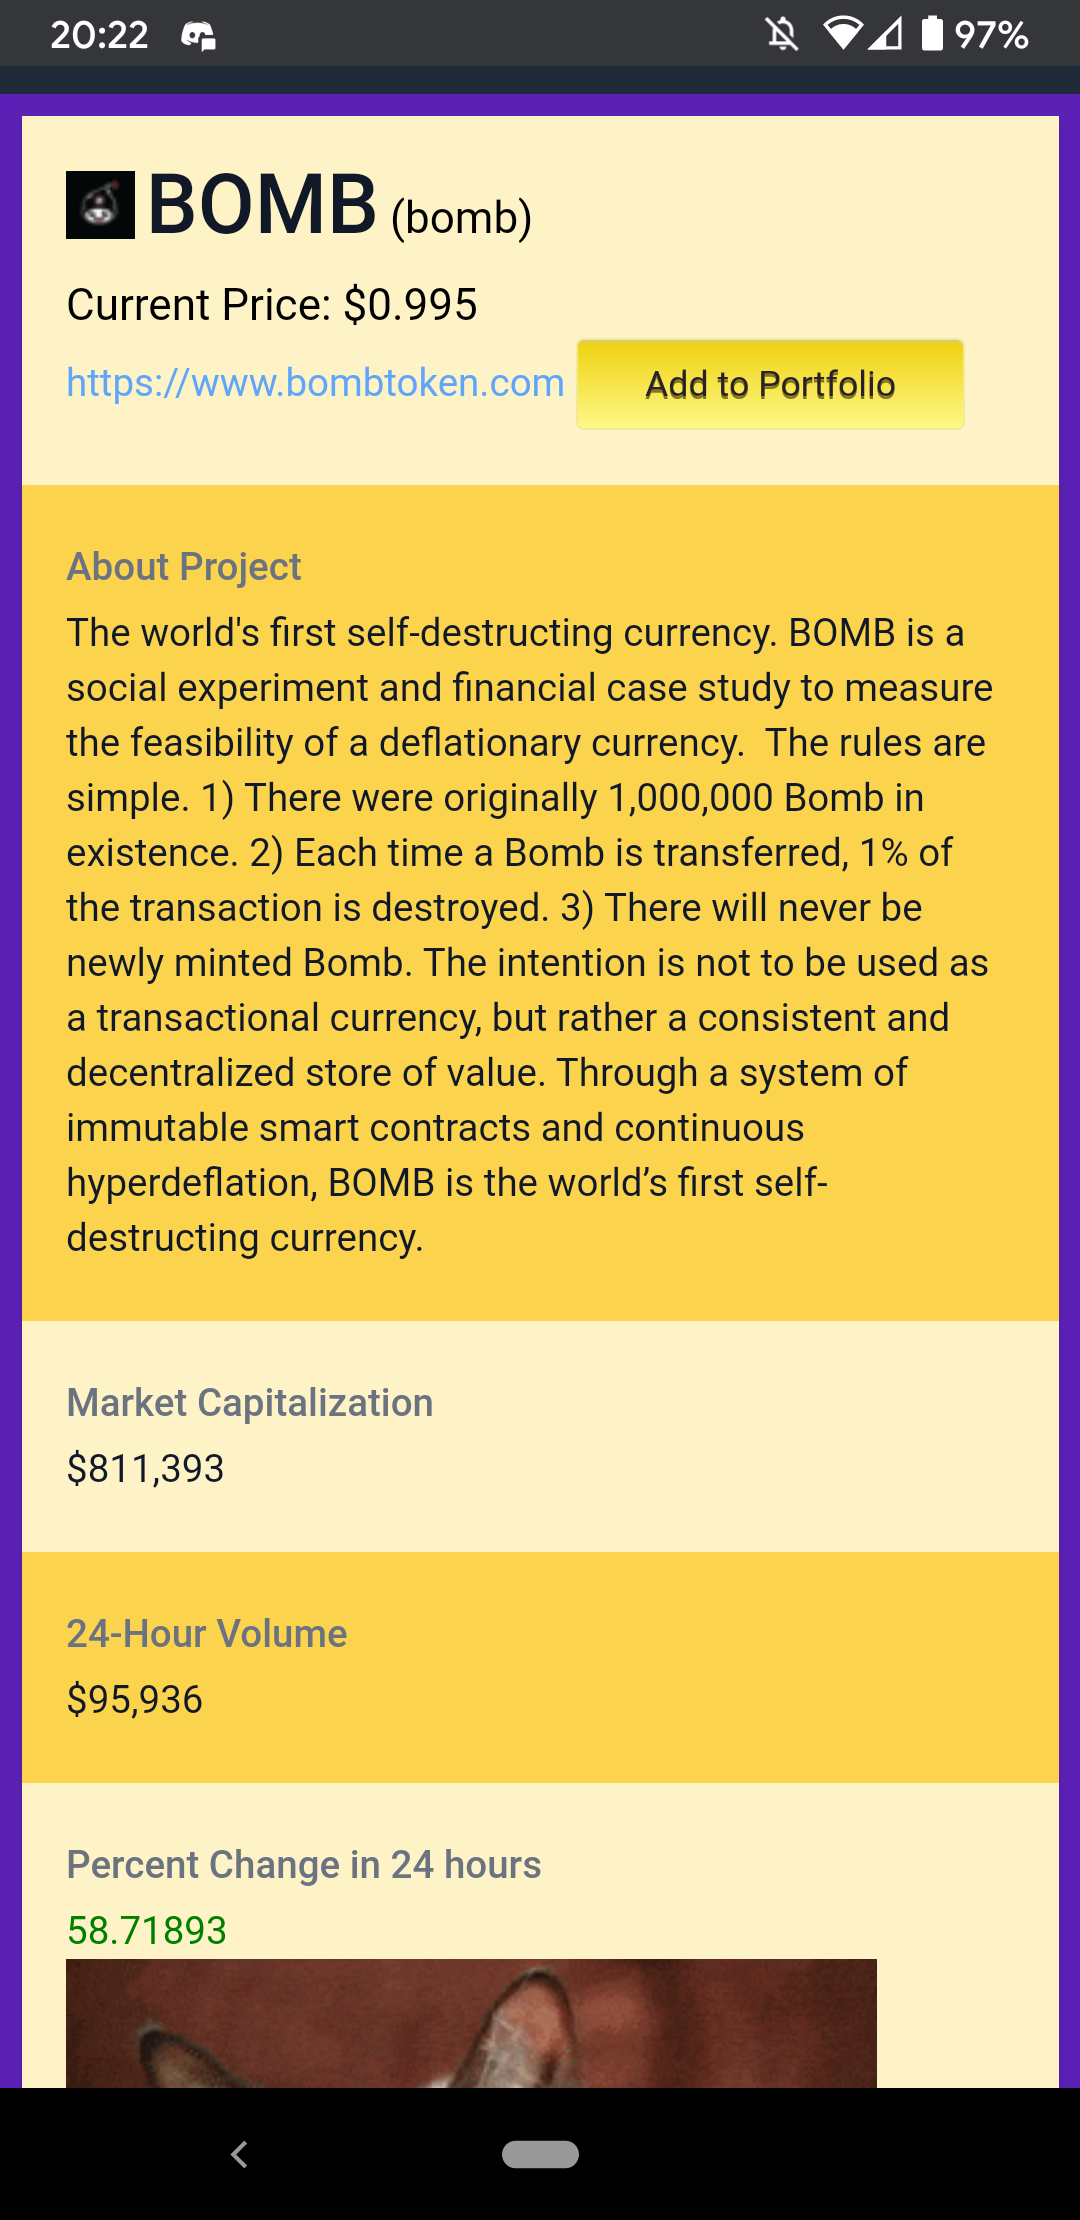 20:22
97%
BOMB (bomb)
Current Price: $0.995
https://www.bombtoken.com Add to Portfolio
About Project
The world's first self-destructing currency. BOMB is a
social experiment and financial case study to measure
the feasibility of a deflationary currency.  The rules are
simple. 1) There were originally 1,000,000 Bomb in
existence. 2) Each time a Bomb is transferred, 1% of
the transaction is destroyed. 3) There will never be
newly minted Bomb. The intention is not to be used as
a transactional currency, but rather a consistent and
decentralized store of value. Through a system of
immutable smart contracts and continuous
hyperdeflation, BOMB is the world’s first self-
destructing currency.
Market Capitalization
$811,393
24-Hour Volume
$95,936
Percent Change in 24 hours
58.71893